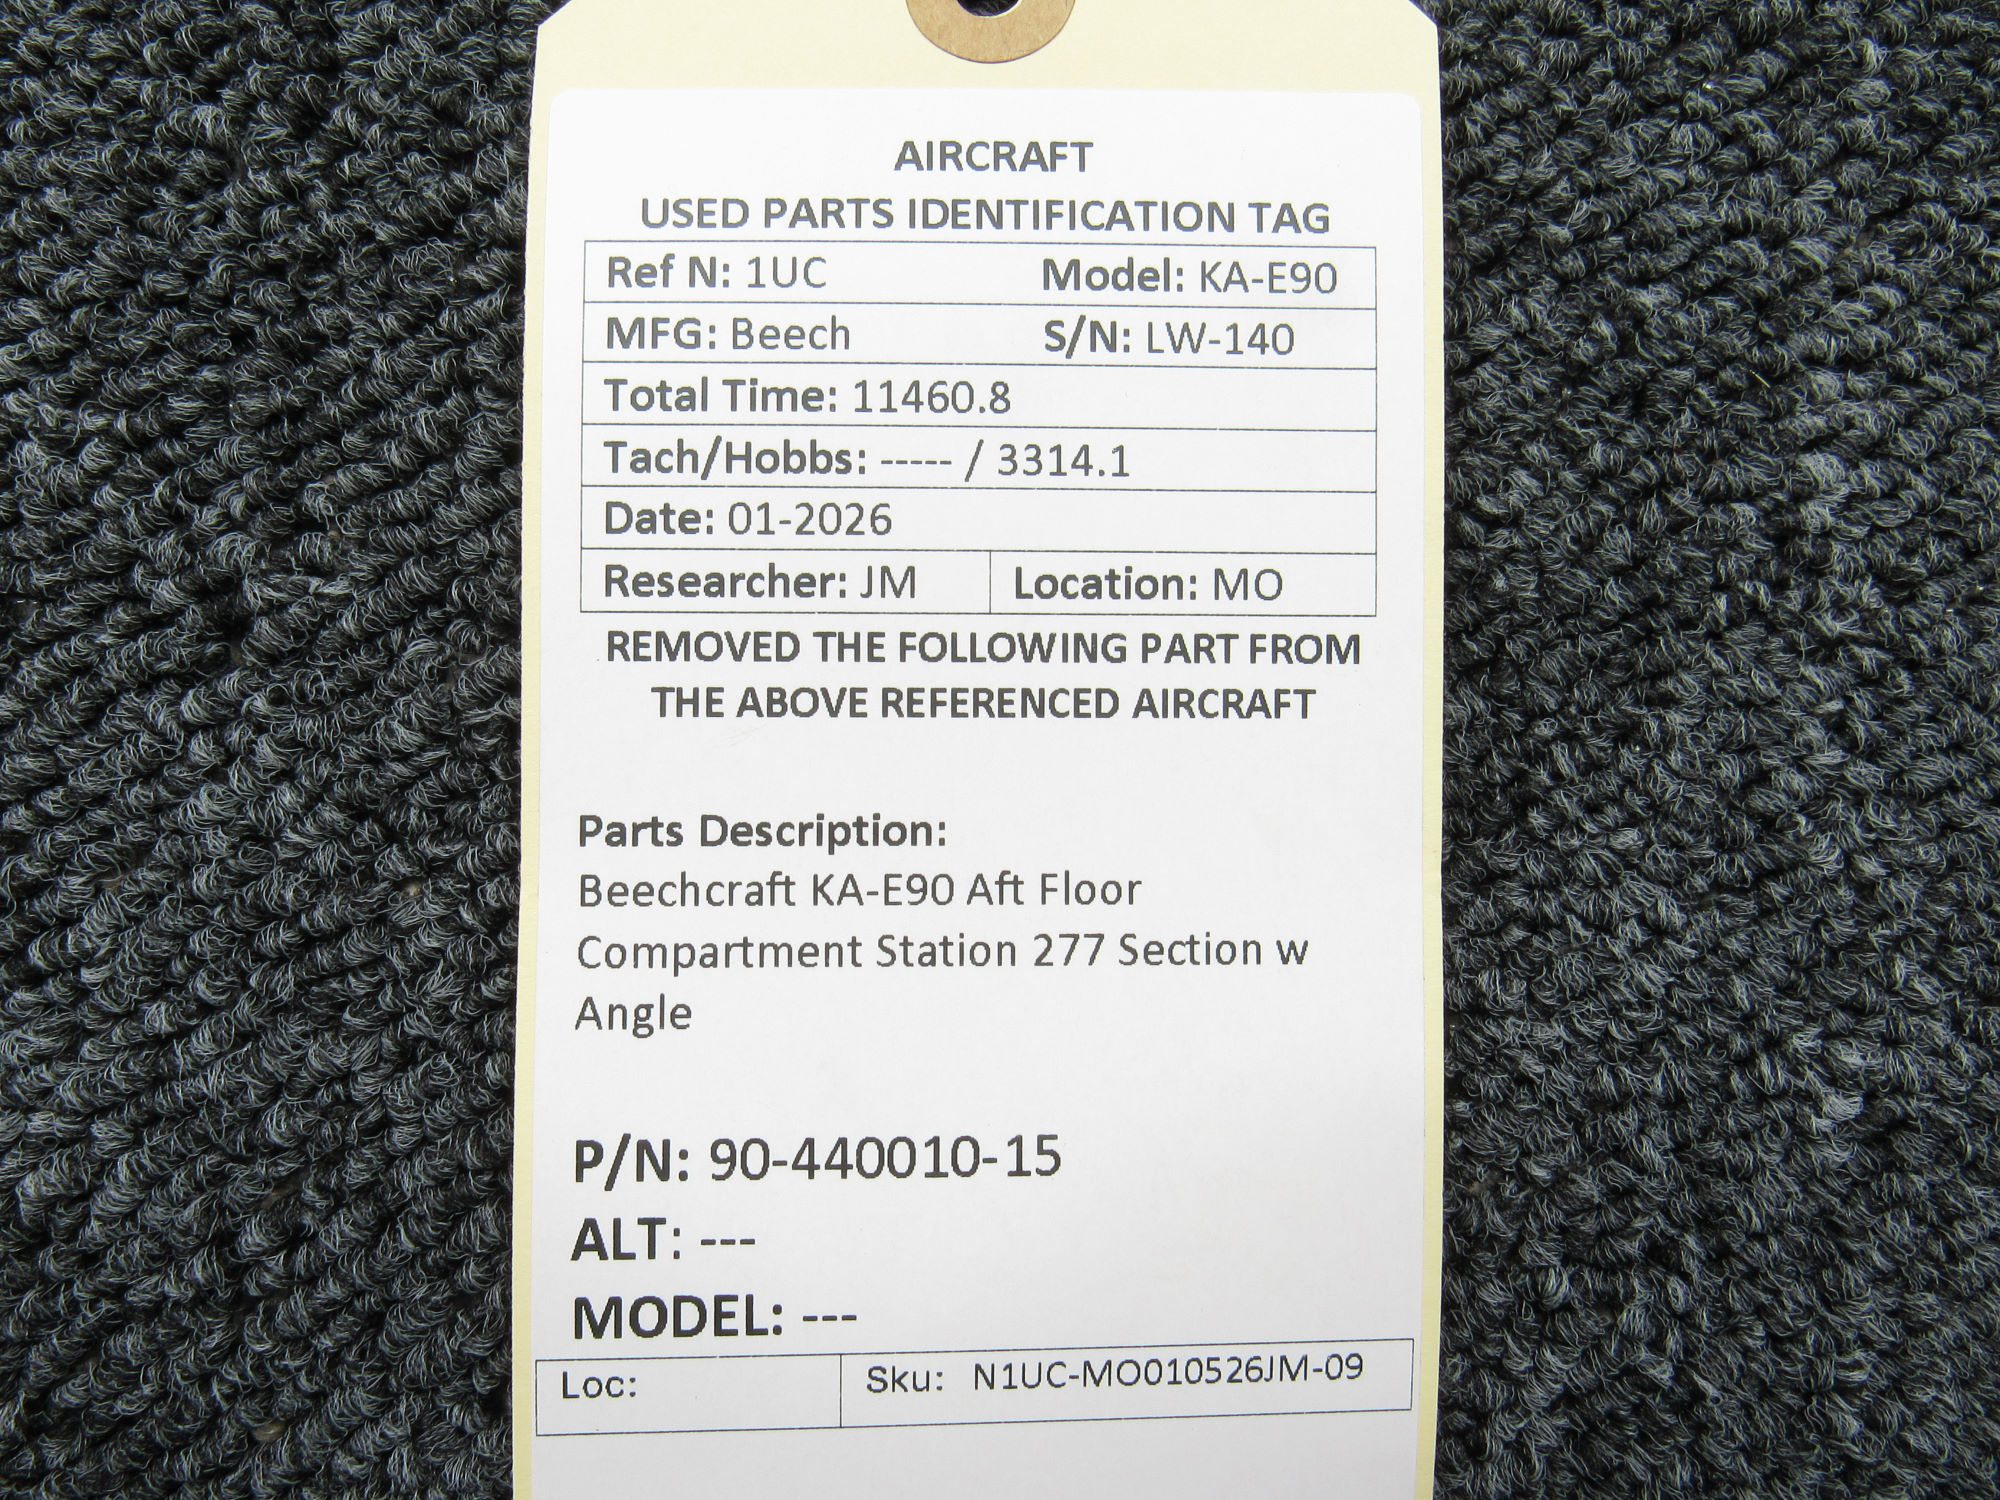 AIRCRAFT
USED PARTS IDENTIFICATION TAG
Ref N: 1UC Model: KA-E90
MFG: Beech S/N: LW-140
Total Time: 11460.8
Tach/Hobbs: ----- / 3314.1
Date: 01-2026
Researcher: JM Location: MO
REMOVED THE FOLLOWING PART FROM
THE ABOVE REFERENCED AIRCRAFT
Parts Description:
Beechcraft KA-E90 Aft Floor
Compartment Station 277 Section w
Angle
P/N: 90-440010-15
ALT: ---
MODEL: ---
Loc: Sku: N1UC-MO010526JM-09